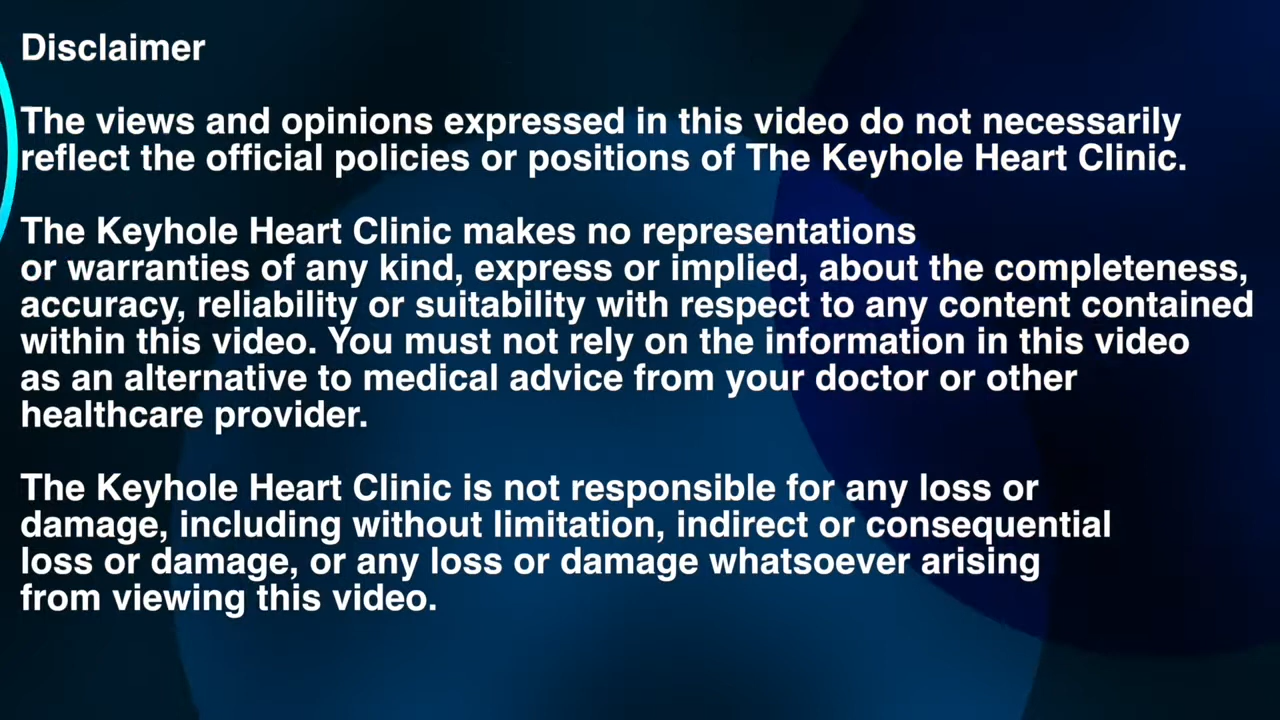 Disclaimer
The views and opinions expressed in this video do not necessarily
reflect the official policies or positions of The Keyhole Heart Clinic.
The Keyhole Heart Clinic makes no representations
or warranties of any kind, express or implied, about the completeness,
accuracy, reliability or suitability with respect to any content contained
within this video. You must not rely on the information in this video
as an alternative to medical advice from your doctor or other
healthcare provider.
The Keyhole Heart Clinic is not responsible for any loss or
damage, including without limitation, indirect or consequential
loss or damage, or any loss or damage whatsoever arising
from viewing this video.